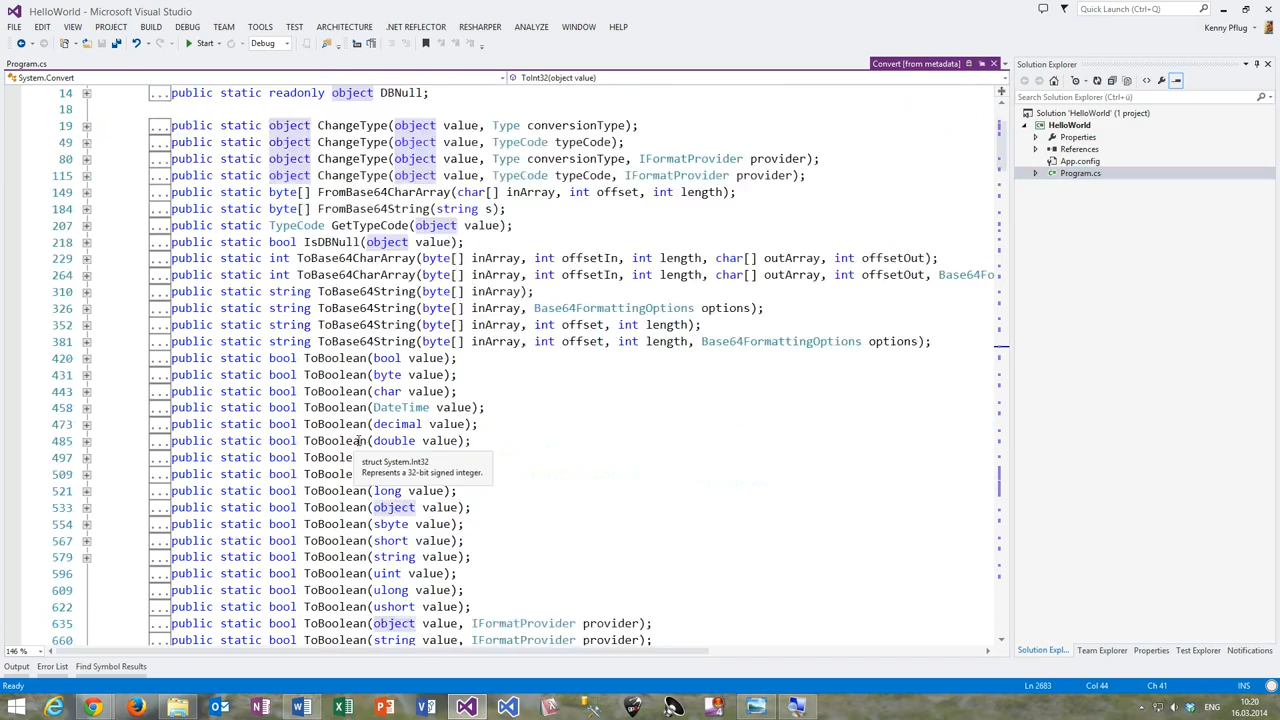 HelloWorld - Microsoft Visual Studio
Quick Launch (Ctrl+Q)
FILE EDIT VIEW PROJECT BUILD DEBUG TEAM TOOLS TEST ARCHITECTURE .NET REFLECTOR RESHARPER ANALYZE WINDOW HELP
Kenny Pflug
Start Debug
Program.cs
Convert [from metadata]
System.Convert
ToInt32(object value)
14 ...public static readonly object DBNull;
18
19 ...public static object ChangeType(object value, Type conversionType);
49 ...public static object ChangeType(object value, TypeCode typeCode);
80 ...public static object ChangeType(object value, Type conversionType, IFormatProvider provider);
115 ...public static object ChangeType(object value, TypeCode typeCode, IFormatProvider provider);
149 ...public static byte[] FromBase64CharArray(char[] inArray, int offset, int length);
184 ...public static byte[] FromBase64String(string s);
207 ...public static TypeCode GetTypeCode(object value);
218 ...public static bool IsDBNull(object value);
229 ...public static int ToBase64CharArray(byte[] inArray, int offsetIn, int length, char[] outArray, int offsetOut);
264 ...public static int ToBase64CharArray(byte[] inArray, int offsetIn, int length, char[] outArray, int offsetOut, Base64Fo
310 ...public static string ToBase64String(byte[] inArray);
326 ...public static string ToBase64String(byte[] inArray, Base64FormattingOptions options);
352 ...public static string ToBase64String(byte[] inArray, int offset, int length);
381 ...public static string ToBase64String(byte[] inArray, int offset, int length, Base64FormattingOptions options);
420 ...public static bool ToBoolean(bool value);
431 ...public static bool ToBoolean(byte value);
443 ...public static bool ToBoolean(char value);
458 ...public static bool ToBoolean(DateTime value);
473 ...public static bool ToBoolean(decimal value);
485 ...public static bool ToBoolean(double value);
497 ...public static bool ToBoole
struct System.Int32
Represents a 32-bit signed integer.
509 ...public static bool ToBoole
521 ...public static bool ToBoolean(long value);
533 ...public static bool ToBoolean(object value);
554 ...public static bool ToBoolean(sbyte value);
567 ...public static bool ToBoolean(short value);
579 ...public static bool ToBoolean(string value);
596 ...public static bool ToBoolean(uint value);
609 ...public static bool ToBoolean(ulong value);
622 ...public static bool ToBoolean(ushort value);
635 ...public static bool ToBoolean(object value, IFormatProvider provider);
660 ...public static bool ToBoolean(string value, IFormatProvider provider);
146 %
Solution Explorer
Search Solution Explorer (Ctrl+ü)
Solution 'HelloWorld' (1 project)
HelloWorld
Properties
References
App.config
Program.cs
Solution Expl... Team Explorer Properties Test Explorer Notifications
Output Error List Find Symbol Results
Ready
Ln 2683 Col 44 Ch 41 INS
ENG
10:20
16.03.2014